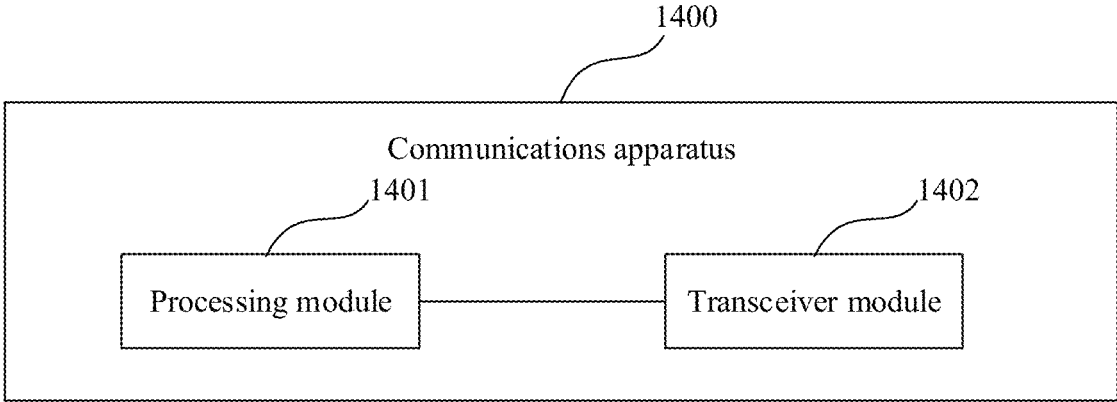 1400
Communications apparatus
1401
1402
Processing module
Transceiver module